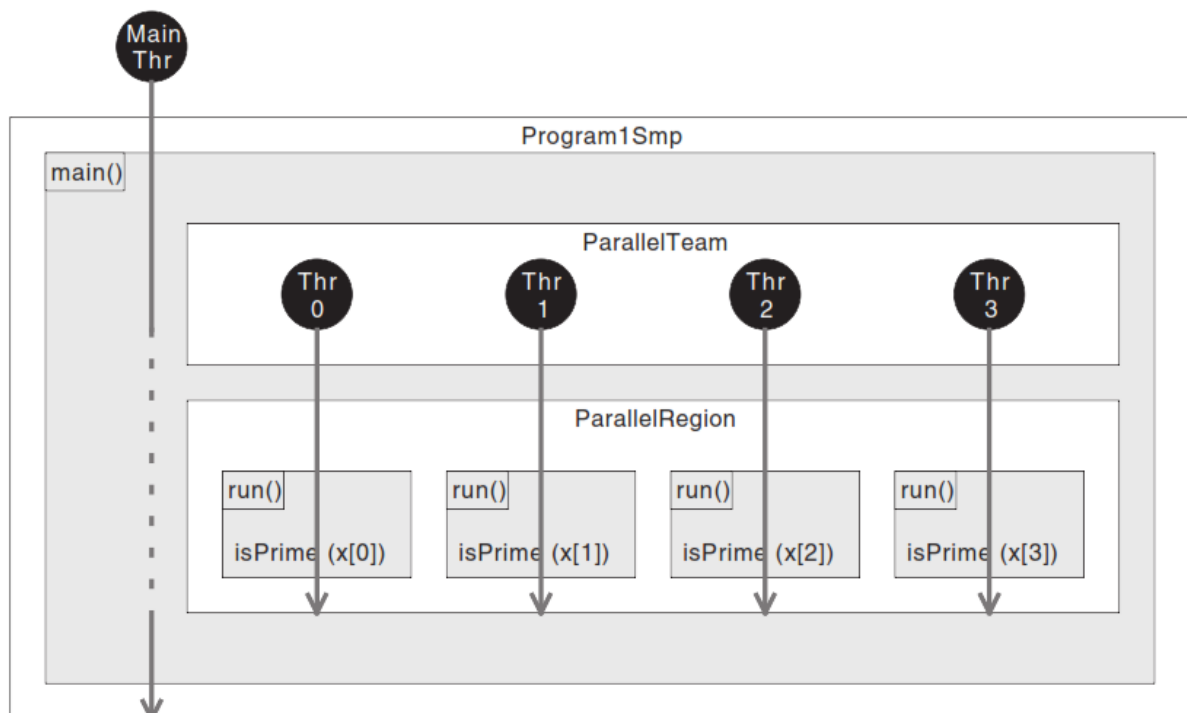 Main
Thr
Program1Smp
main()
ParallelTeam
Thr
0
Thr
1
Thr
2
Thr
3
ParallelRegion
run()
isPrime (x[0])
run()
isPrime (x[1])
run()
isPrime (x[2])
run()
isPrime (x[3])